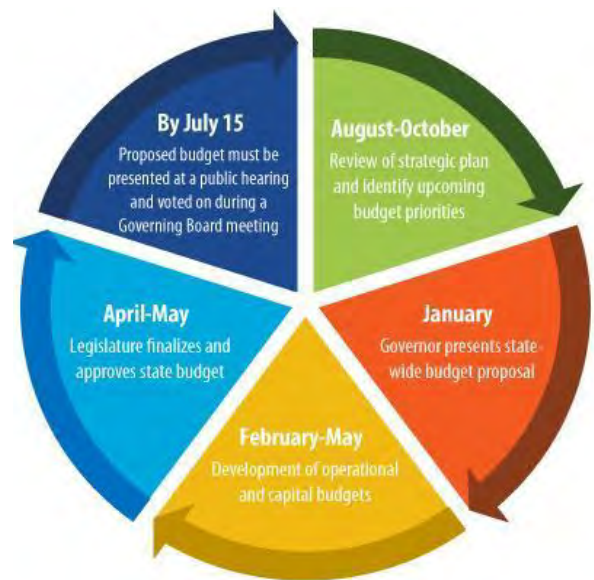 By July 15
Proposed budget must be
presented at a public hearing
and voted on during a
Governing Board meeting
August-October
Review of strategic plan
and identify upcoming
budget priorities
January
Governor presents state-
wide budget proposal
February-May
Development of operational
and capital budgets
April-May
Legislature finalizes and
approves state budget